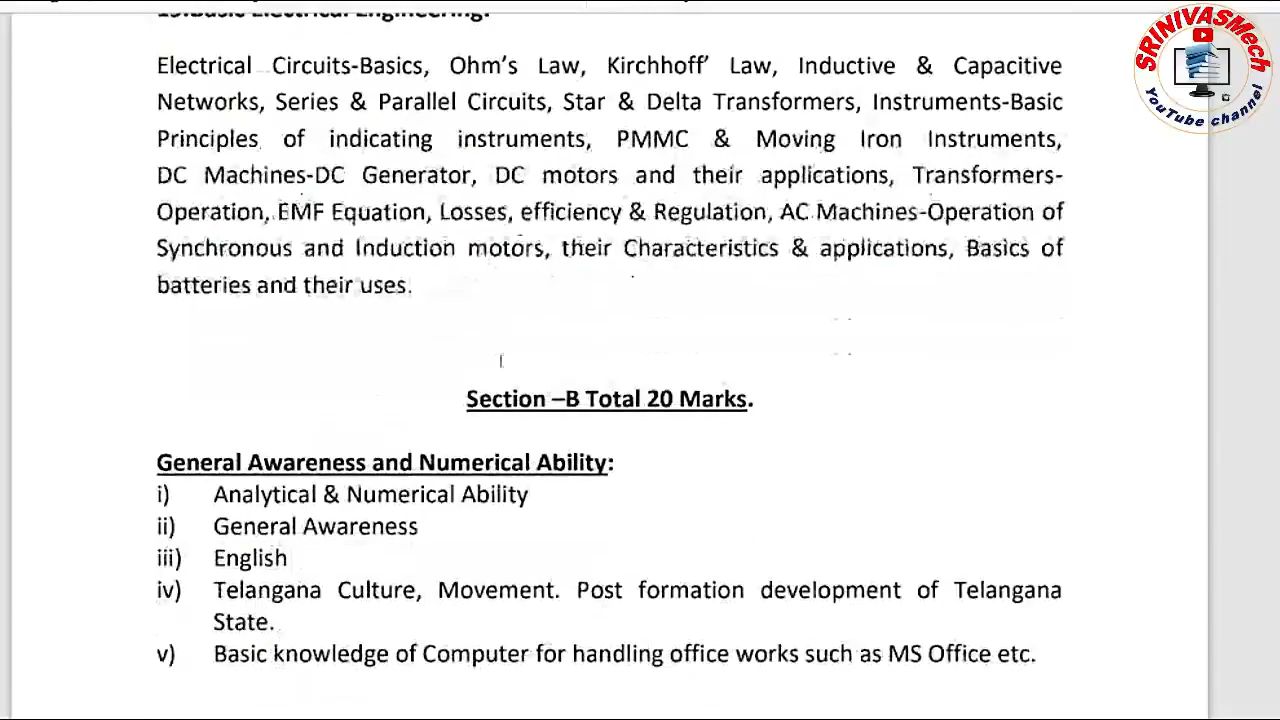 SRINIVASMech
YouTube channel
Basic Electrical Engineering:
Electrical Circuits-Basics, Ohm's Law, Kirchhoff' Law, Inductive & Capacitive
Networks, Series & Parallel Circuits, Star & Delta Transformers, Instruments-Basic
Principles of indicating instruments, PMMC & Moving Iron Instruments,
DC Machines-DC Generator, DC motors and their applications, Transformers-
Operation, EMF Equation, Losses, efficiency & Regulation, AC Machines-Operation of
Synchronous and Induction motors, their Characteristics & applications, Basics of
batteries and their uses.
Section –B Total 20 Marks.
General Awareness and Numerical Ability:
i) Analytical & Numerical Ability
ii) General Awareness
iii) English
iv) Telangana Culture, Movement. Post formation development of Telangana
State.
v) Basic knowledge of Computer for handling office works such as MS Office etc.